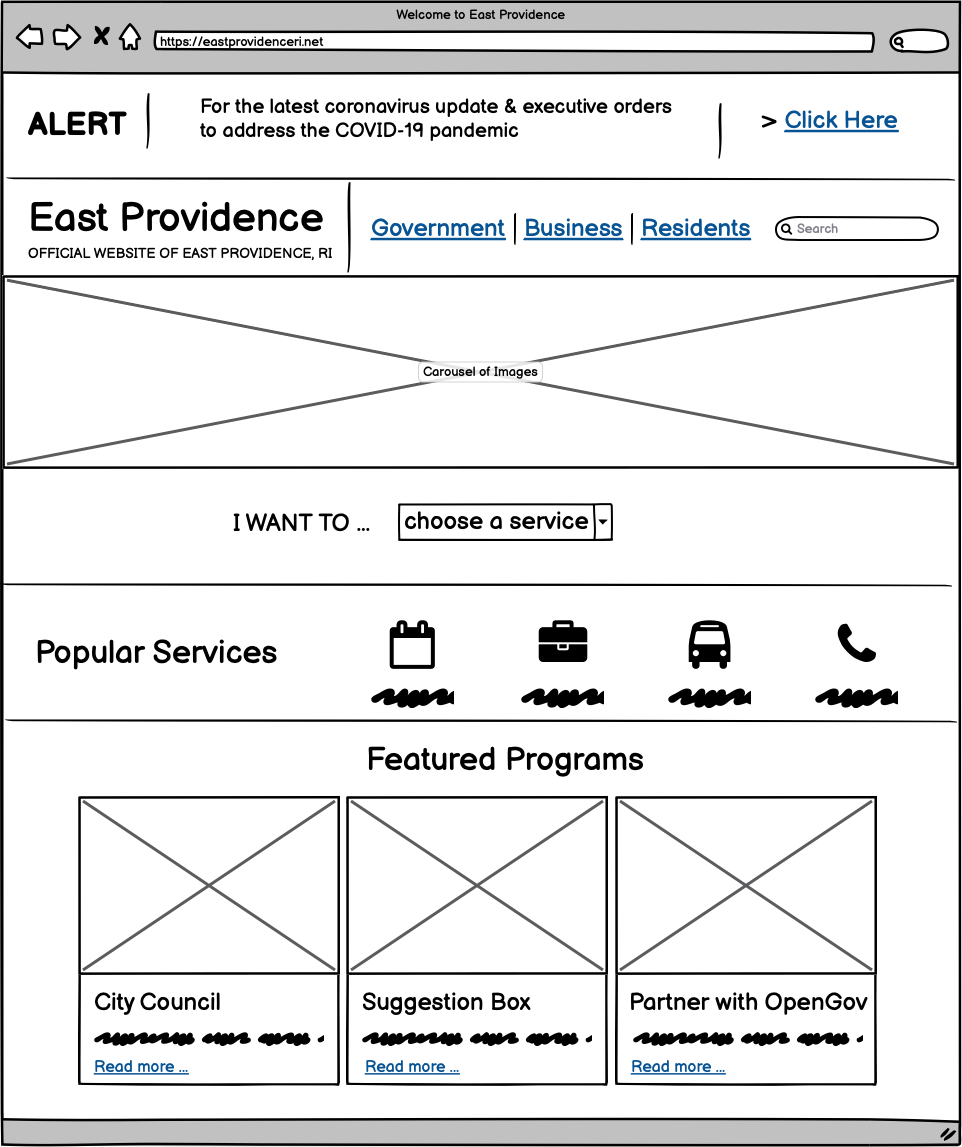 Welcome to East Providence
https://eastprovidenceri.net
ALERT
For the latest coronavirus update & executive orders
to address the COVID-19 pandemic
> Click Here
East Providence
OFFICIAL WEBSITE OF EAST PROVIDENCE, RI
Government
Business
Residents
Search
Carousel of Images
I WANT TO ...
choose a service
Popular Services
Featured Programs
City Council
Read more ...
Suggestion Box
Read more ...
Partner with OpenGov
Read more ...